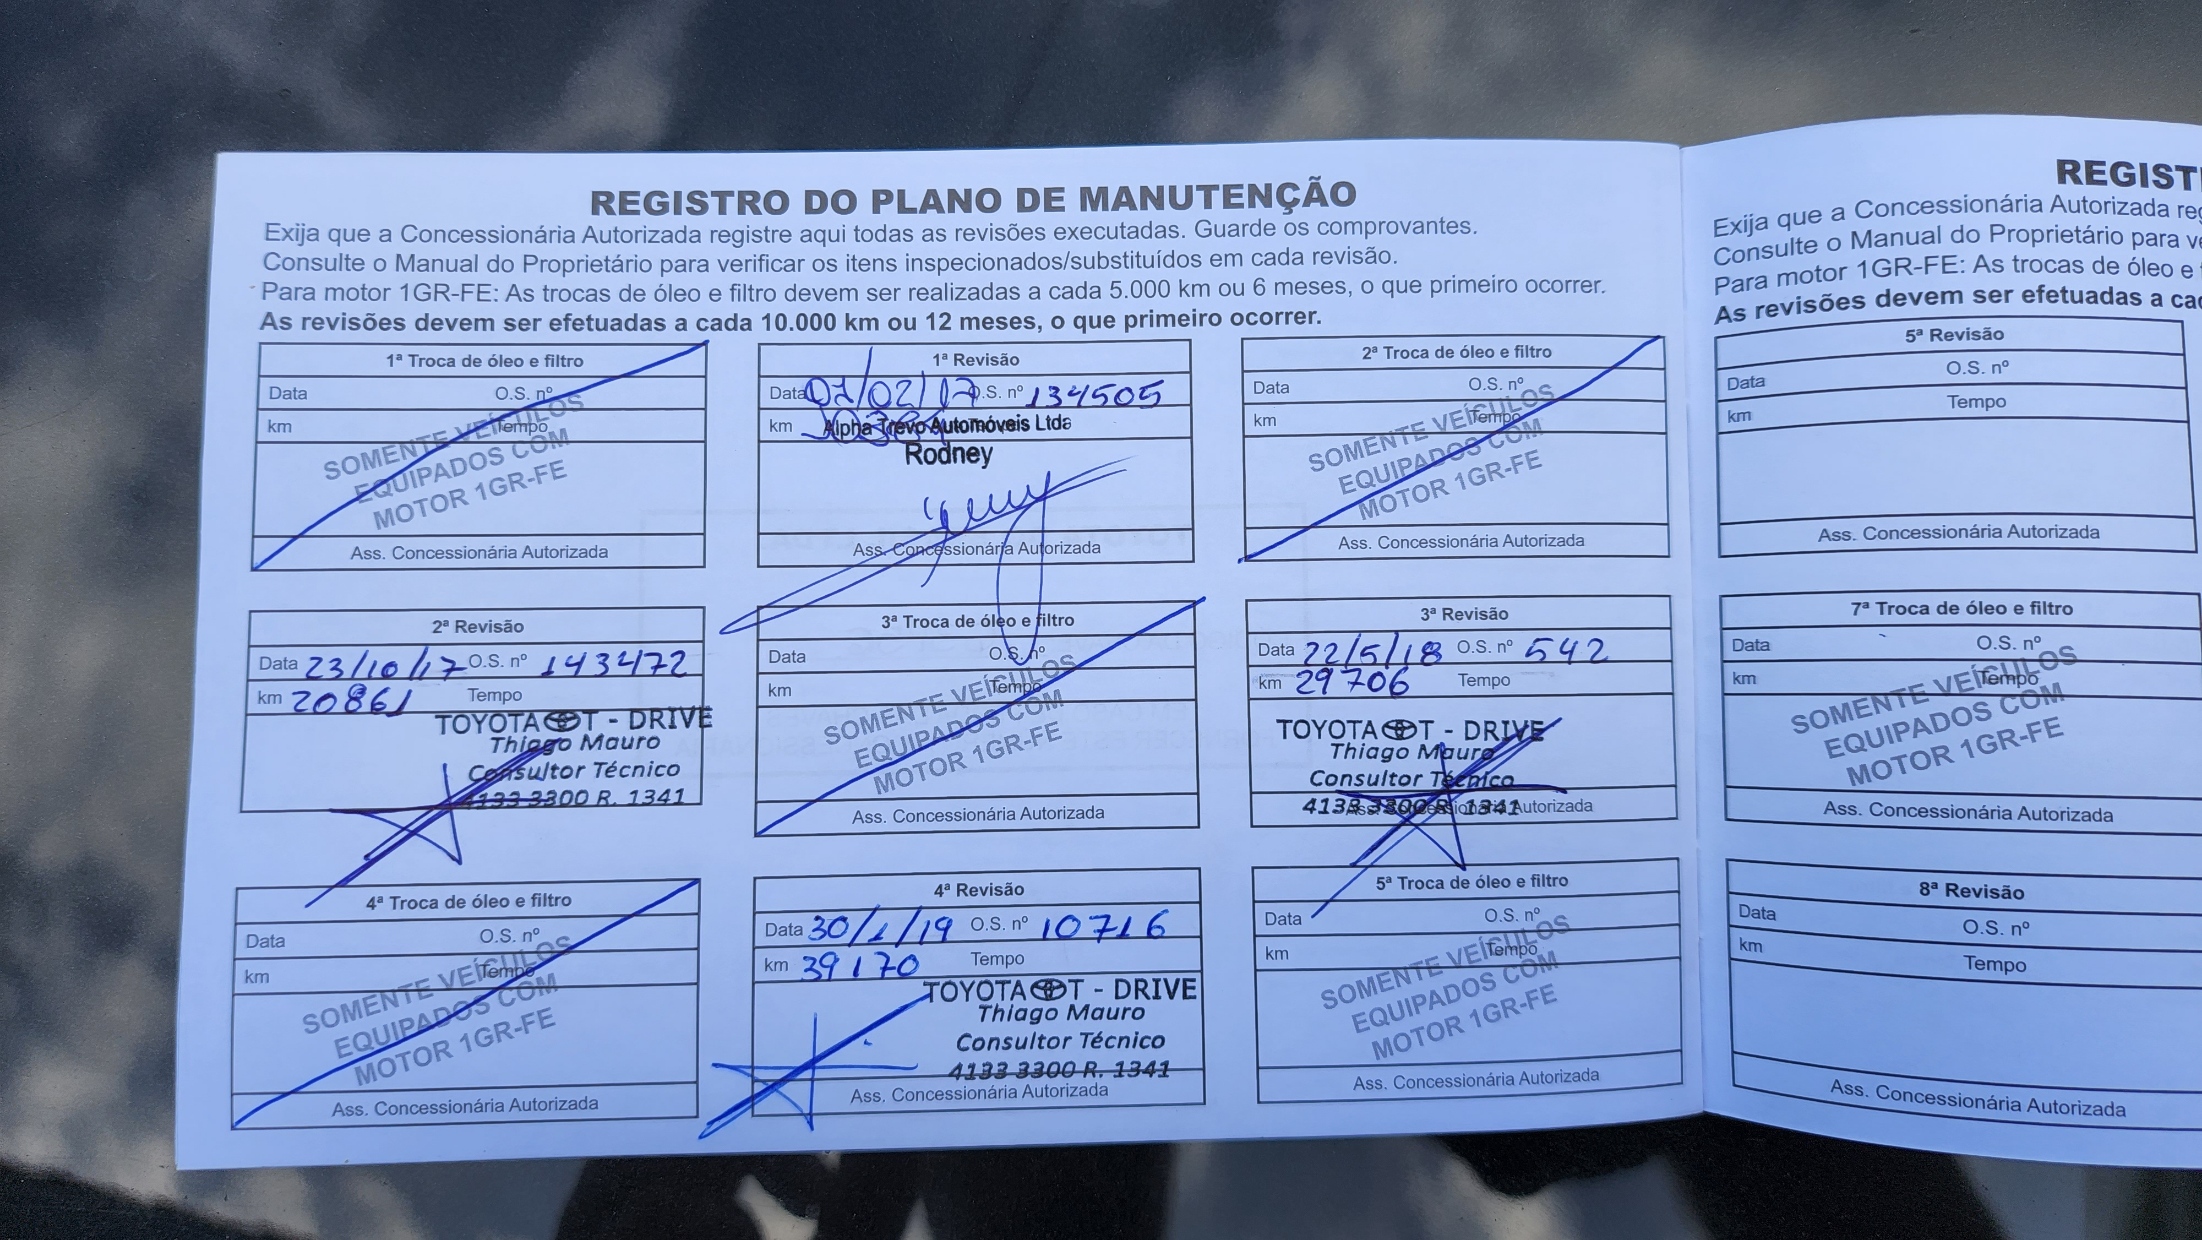 REGISTRO DO PLANO DE MANUTENÇÃO
Exija que a Concessionária Autorizada registre aqui todas as revisões executadas. Guarde os comprovantes.
Consulte o Manual do Proprietário para verificar os itens inspecionados/substituídos em cada revisão.
Para motor 1GR-FE: As trocas de óleo e filtro devem ser realizadas a cada 5.000 km ou 6 meses, o que primeiro ocorrer.
As revisões devem ser efetuadas a cada 10.000 km ou 12 meses, o que primeiro ocorrer.
1ª Troca de óleo e filtro
Data O.S. nº
km Tempo
SOMENTE VEÍCULOS
EQUIPADOS COM
MOTOR 1GR-FE
Ass. Concessionária Autorizada
1ª Revisão
Data 07/02/17 O.S. nº 134505
km
Alpha Trevo Automóveis Ltda
Rodney
Ass. Concessionária Autorizada
2ª Troca de óleo e filtro
Data O.S. nº
km Tempo
SOMENTE VEÍCULOS
EQUIPADOS COM
MOTOR 1GR-FE
Ass. Concessionária Autorizada
2ª Revisão
Data 23/10/17 O.S. nº 143472
km 20861 Tempo
TOYOTA T - DRIVE
Thiago Mauro
Consultor Técnico
4133 3300 R. 1341
3ª Troca de óleo e filtro
Data O.S. nº
km Tempo
SOMENTE VEÍCULOS
EQUIPADOS COM
MOTOR 1GR-FE
Ass. Concessionária Autorizada
3ª Revisão
Data 22/5/18 O.S. nº 542
km 29706 Tempo
TOYOTA T - DRIVE
Thiago Mauro
Consultor Técnico
4133 3300 R. 1341
Ass. Concessionária Autorizada
4ª Troca de óleo e filtro
Data O.S. nº
km Tempo
SOMENTE VEÍCULOS
EQUIPADOS COM
MOTOR 1GR-FE
Ass. Concessionária Autorizada
4ª Revisão
Data 30/1/19 O.S. nº 10716
km 39170 Tempo
TOYOTA T - DRIVE
Thiago Mauro
Consultor Técnico
4133 3300 R. 1341
Ass. Concessionária Autorizada
5ª Troca de óleo e filtro
Data O.S. nº
km Tempo
SOMENTE VEÍCULOS
EQUIPADOS COM
MOTOR 1GR-FE
Ass. Concessionária Autorizada
REGIST
Exija que a Concessionária Autorizada reg
Consulte o Manual do Proprietário para ve
Para motor 1GR-FE: As trocas de óleo e
As revisões devem ser efetuadas a ca
5ª Revisão
Data O.S. nº
km Tempo
Ass. Concessionária Autorizada
7ª Troca de óleo e filtro
Data O.S. nº
km Tempo
SOMENTE VEÍCULOS
EQUIPADOS COM
MOTOR 1GR-FE
Ass. Concessionária Autorizada
8ª Revisão
Data O.S. nº
km Tempo
Ass. Concessionária Autorizada